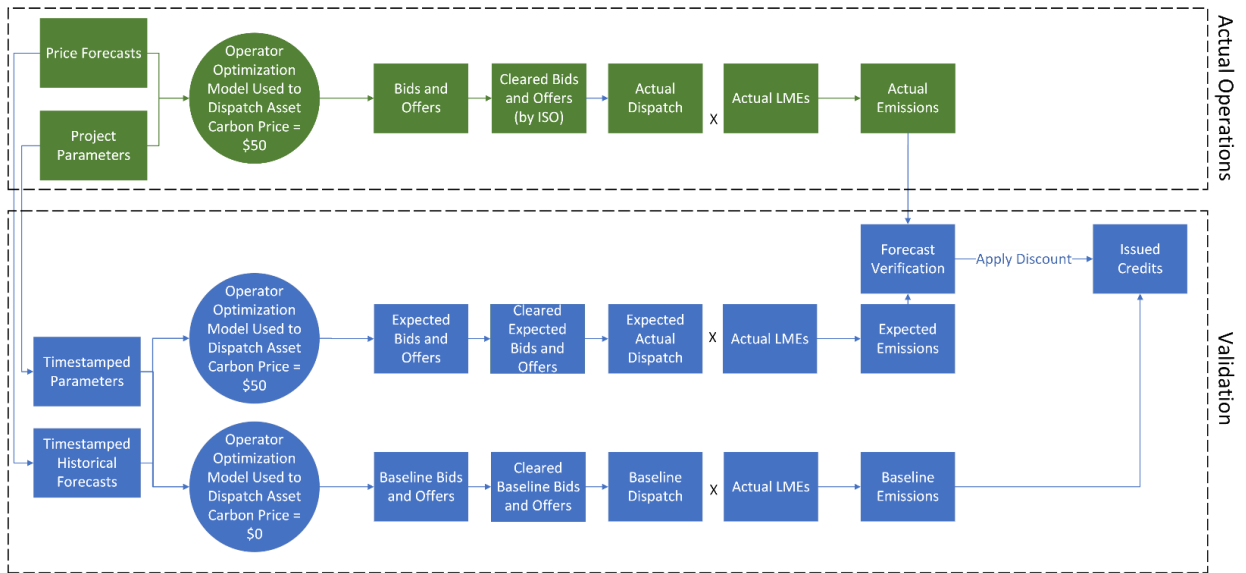 Actual Operations
Price Forecasts
Project
Parameters
Operator
Optimization
Model Used to
Dispatch Asset
Carbon Price =
$50
Bids and
Offers
Cleared Bids
and Offers
(by ISO)
Actual
Dispatch
X
Actual LMEs
Actual
Emissions
Validation
Forecast
Verification
Apply Discount
Issued
Credits
Timestamped
Parameters
Timestamped
Historical
Forecasts
Operator
Optimization
Model Used to
Dispatch Asset
Carbon Price =
$50
Expected
Bids and
Offers
Cleared
Expected
Bids and
Offers
Expected
Actual
Dispatch
X
Actual LMEs
Expected
Emissions
Operator
Optimization
Model Used to
Dispatch Asset
Carbon Price =
$0
Baseline Bids
and Offers
Cleared
Baseline Bids
and Offers
Baseline
Dispatch
X
Actual LMEs
Baseline
Emissions